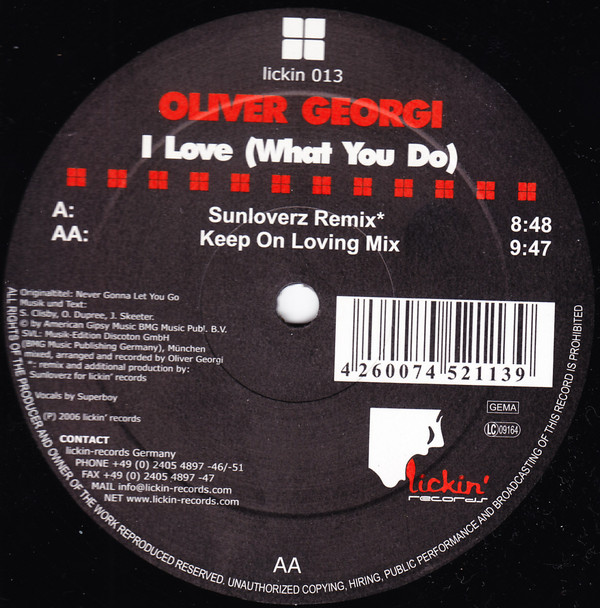 lickin 013
OLIVER GEORGI
I Love (What You Do)
A: Sunloverz Remix* 8:48
AA: Keep On Loving Mix 9:47
Originaltitel: Never Gonna Let You Go
Musik und Text:
S. Clisby, O. Dupree, J. Skeeter.
© by American Gipsy Music BMG Music Publ. B.V.
SVL: Musik-Edition Discoton GmbH
(BMG Music Publishing Germany), München
mixed, arranged and recorded by Oliver Georgi
*: remix and additional production by:
Sunloverz for lickin' records
Vocals by Superboy
(P) 2006 lickin' records
CONTACT
lickin-records Germany
PHONE +49 (0) 2405 4897 -46/-51
FAX +49 (0) 2405 4897 -47
MAIL info@lickin-records.com
NET www.lickin-records.com
4 260074 521139
GEMA
LC 09164
lickin'
records
AA
ALL RIGHTS OF THE PRODUCER AND OWNER OF THE WORK REPRODUCED RESERVED. UNAUTHORIZED COPYING, HIRING, PUBLIC PERFORMANCE AND BROADCASTING OF THIS RECORD IS PROHIBITED